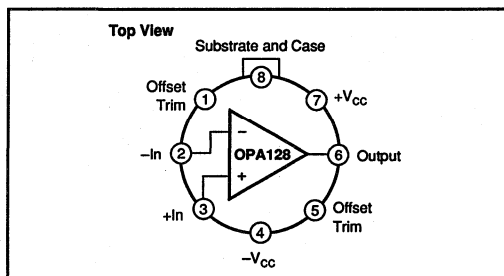 Top View
Substrate and Case
8
Offset
Trim
1
7
+VCC
–In
2
–
OPA128
6
Output
+
+In
3
5
Offset
Trim
4
–VCC